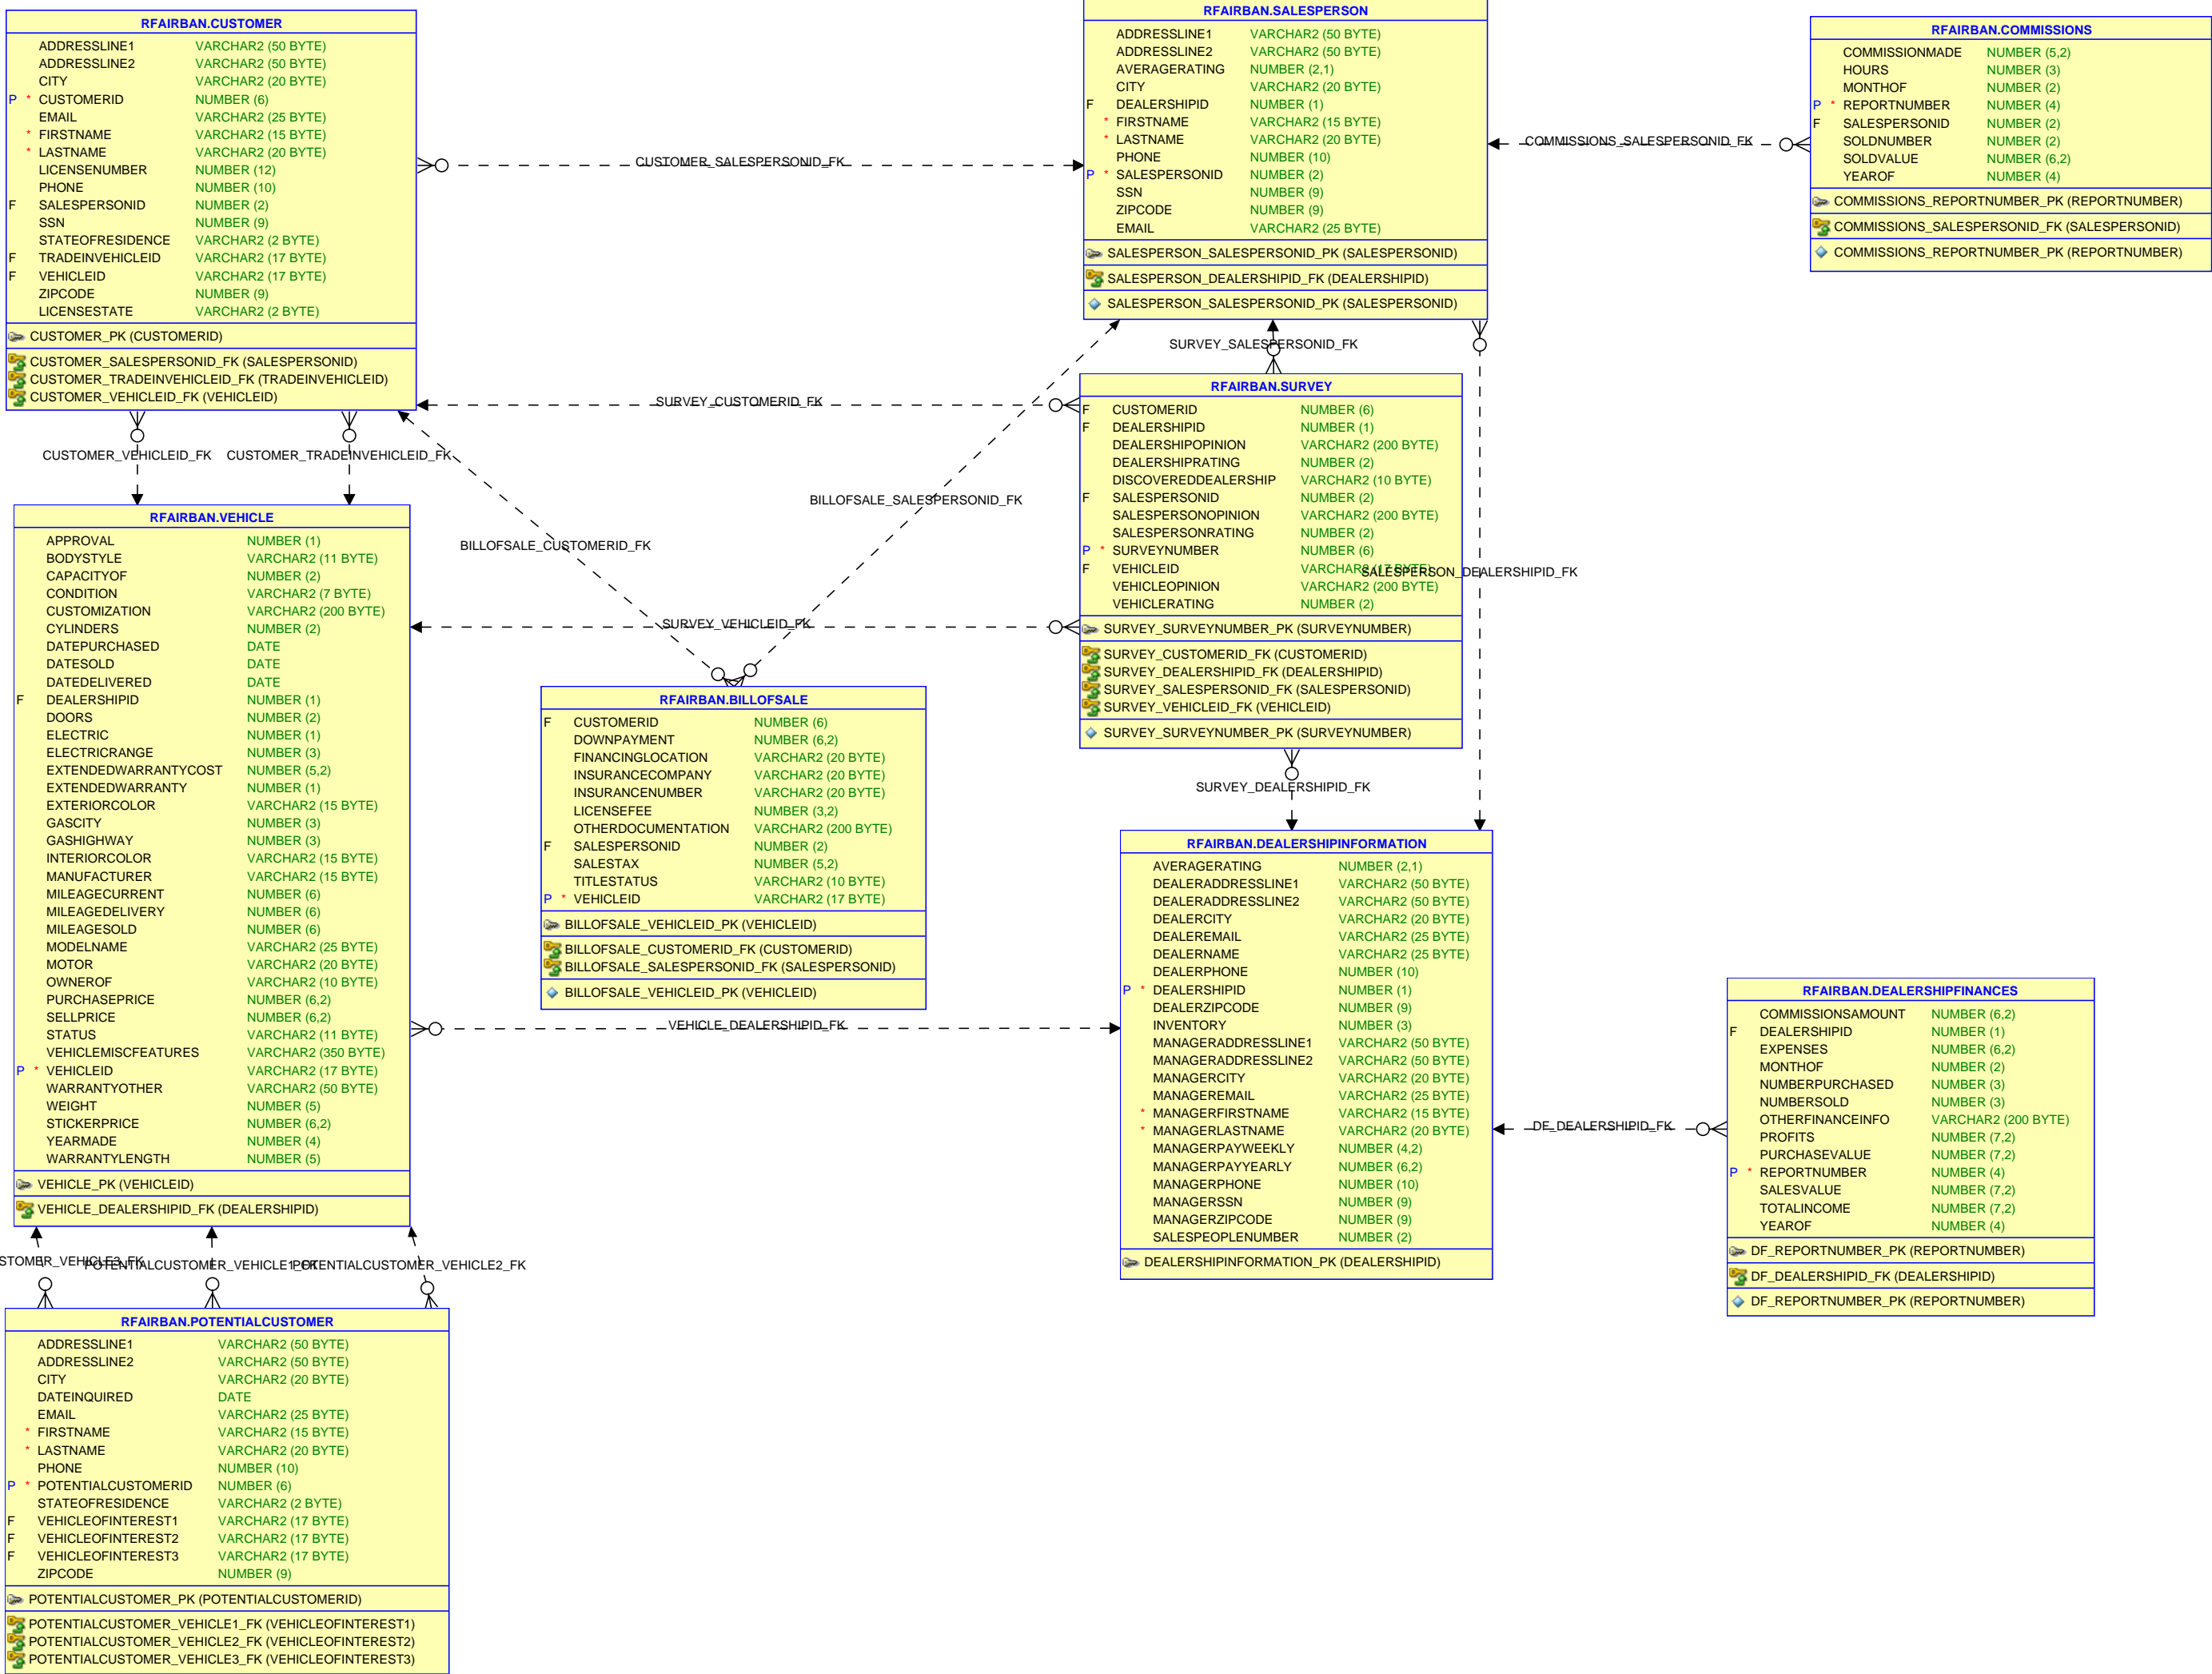 RFAIRBAN.CUSTOMER
ADDRESSLINE1 VARCHAR2 (50 BYTE)
ADDRESSLINE2 VARCHAR2 (50 BYTE)
CITY VARCHAR2 (20 BYTE)
P * CUSTOMERID NUMBER (6)
EMAIL VARCHAR2 (25 BYTE)
* FIRSTNAME VARCHAR2 (15 BYTE)
* LASTNAME VARCHAR2 (20 BYTE)
LICENSENUMBER NUMBER (12)
PHONE NUMBER (10)
F SALESPERSONID NUMBER (2)
SSN NUMBER (9)
STATEOFRESIDENCE VARCHAR2 (2 BYTE)
F TRADEINVEHICLEID VARCHAR2 (17 BYTE)
F VEHICLEID VARCHAR2 (17 BYTE)
ZIPCODE NUMBER (9)
LICENSESTATE VARCHAR2 (2 BYTE)
CUSTOMER_PK (CUSTOMERID)
CUSTOMER_SALESPERSONID_FK (SALESPERSONID)
CUSTOMER_TRADEINVEHICLEID_FK (TRADEINVEHICLEID)
CUSTOMER_VEHICLEID_FK (VEHICLEID)
CUSTOMER_SALESPERSONID_FK
RFAIRBAN.SALESPERSON
ADDRESSLINE1 VARCHAR2 (50 BYTE)
ADDRESSLINE2 VARCHAR2 (50 BYTE)
AVERAGERATING NUMBER (2,1)
CITY VARCHAR2 (20 BYTE)
F DEALERSHIPID NUMBER (1)
* FIRSTNAME VARCHAR2 (15 BYTE)
* LASTNAME VARCHAR2 (20 BYTE)
PHONE NUMBER (10)
P * SALESPERSONID NUMBER (2)
SSN NUMBER (9)
ZIPCODE NUMBER (9)
EMAIL VARCHAR2 (25 BYTE)
SALESPERSON_SALESPERSONID_PK (SALESPERSONID)
SALESPERSON_DEALERSHIPID_FK (DEALERSHIPID)
SALESPERSON_SALESPERSONID_PK (SALESPERSONID)
COMMISSIONS_SALESPERSONID_FK
RFAIRBAN.COMMISSIONS
COMMISSIONMADE NUMBER (5,2)
HOURS NUMBER (3)
MONTHOF NUMBER (2)
P * REPORTNUMBER NUMBER (4)
F SALESPERSONID NUMBER (2)
SOLDNUMBER NUMBER (2)
SOLDVALUE NUMBER (6,2)
YEAROF NUMBER (4)
COMMISSIONS_REPORTNUMBER_PK (REPORTNUMBER)
COMMISSIONS_SALESPERSONID_FK (SALESPERSONID)
COMMISSIONS_REPORTNUMBER_PK (REPORTNUMBER)
SURVEY_SALESPERSONID_FK
SURVEY_CUSTOMERID_FK
CUSTOMER_VEHICLEID_FK
CUSTOMER_TRADEINVEHICLEID_FK
BILLOFSALE_SALESPERSONID_FK
BILLOFSALE_CUSTOMERID_FK
SALESPERSON_DEALERSHIPID_FK
SURVEY_VEHICLEID_FK
RFAIRBAN.SURVEY
F CUSTOMERID NUMBER (6)
F DEALERSHIPID NUMBER (1)
DEALERSHIPOPINION VARCHAR2 (200 BYTE)
DEALERSHIPRATING NUMBER (2)
DISCOVEREDDEALERSHIP VARCHAR2 (10 BYTE)
F SALESPERSONID NUMBER (2)
SALESPERSONOPINION VARCHAR2 (200 BYTE)
SALESPERSONRATING NUMBER (2)
P * SURVEYNUMBER NUMBER (6)
F VEHICLEID VARCHAR2 (17 BYTE)
VEHICLEOPINION VARCHAR2 (200 BYTE)
VEHICLERATING NUMBER (2)
SURVEY_SURVEYNUMBER_PK (SURVEYNUMBER)
SURVEY_CUSTOMERID_FK (CUSTOMERID)
SURVEY_DEALERSHIPID_FK (DEALERSHIPID)
SURVEY_SALESPERSONID_FK (SALESPERSONID)
SURVEY_VEHICLEID_FK (VEHICLEID)
SURVEY_SURVEYNUMBER_PK (SURVEYNUMBER)
SURVEY_DEALERSHIPID_FK
RFAIRBAN.VEHICLE
APPROVAL NUMBER (1)
BODYSTYLE VARCHAR2 (11 BYTE)
CAPACITYOF NUMBER (2)
CONDITION VARCHAR2 (7 BYTE)
CUSTOMIZATION VARCHAR2 (200 BYTE)
CYLINDERS NUMBER (2)
DATEPURCHASED DATE
DATESOLD DATE
DATEDELIVERED DATE
F DEALERSHIPID NUMBER (1)
DOORS NUMBER (2)
ELECTRIC NUMBER (1)
ELECTRICRANGE NUMBER (3)
EXTENDEDWARRANTYCOST NUMBER (5,2)
EXTENDEDWARRANTY NUMBER (1)
EXTERIORCOLOR VARCHAR2 (15 BYTE)
GASCITY NUMBER (3)
GASHIGHWAY NUMBER (3)
INTERIORCOLOR VARCHAR2 (15 BYTE)
MANUFACTURER VARCHAR2 (15 BYTE)
MILEAGECURRENT NUMBER (6)
MILEAGEDELIVERY NUMBER (6)
MILEAGESOLD NUMBER (6)
MODELNAME VARCHAR2 (25 BYTE)
MOTOR VARCHAR2 (20 BYTE)
OWNEROF VARCHAR2 (10 BYTE)
PURCHASEPRICE NUMBER (6,2)
SELLPRICE NUMBER (6,2)
STATUS VARCHAR2 (11 BYTE)
VEHICLEMISCFEATURES VARCHAR2 (350 BYTE)
P * VEHICLEID VARCHAR2 (17 BYTE)
WARRANTYOTHER VARCHAR2 (50 BYTE)
WEIGHT NUMBER (5)
STICKERPRICE NUMBER (6,2)
YEARMADE NUMBER (4)
WARRANTYLENGTH NUMBER (5)
VEHICLE_PK (VEHICLEID)
VEHICLE_DEALERSHIPID_FK (DEALERSHIPID)
RFAIRBAN.BILLOFSALE
F CUSTOMERID NUMBER (6)
DOWNPAYMENT NUMBER (6,2)
FINANCINGLOCATION VARCHAR2 (20 BYTE)
INSURANCECOMPANY VARCHAR2 (20 BYTE)
INSURANCENUMBER VARCHAR2 (20 BYTE)
LICENSEFEE NUMBER (3,2)
OTHERDOCUMENTATION VARCHAR2 (200 BYTE)
F SALESPERSONID NUMBER (2)
SALESTAX NUMBER (5,2)
TITLESTATUS VARCHAR2 (10 BYTE)
P * VEHICLEID VARCHAR2 (17 BYTE)
BILLOFSALE_VEHICLEID_PK (VEHICLEID)
BILLOFSALE_CUSTOMERID_FK (CUSTOMERID)
BILLOFSALE_SALESPERSONID_FK (SALESPERSONID)
BILLOFSALE_VEHICLEID_PK (VEHICLEID)
VEHICLE_DEALERSHIPID_FK
RFAIRBAN.DEALERSHIPINFORMATION
AVERAGERATING NUMBER (2,1)
DEALERADDRESSLINE1 VARCHAR2 (50 BYTE)
DEALERADDRESSLINE2 VARCHAR2 (50 BYTE)
DEALERCITY VARCHAR2 (20 BYTE)
DEALEREMAIL VARCHAR2 (25 BYTE)
DEALERNAME VARCHAR2 (25 BYTE)
DEALERPHONE NUMBER (10)
P * DEALERSHIPID NUMBER (1)
DEALERZIPCODE NUMBER (9)
INVENTORY NUMBER (3)
MANAGERADDRESSLINE1 VARCHAR2 (50 BYTE)
MANAGERADDRESSLINE2 VARCHAR2 (50 BYTE)
MANAGERCITY VARCHAR2 (20 BYTE)
MANAGEREMAIL VARCHAR2 (25 BYTE)
* MANAGERFIRSTNAME VARCHAR2 (15 BYTE)
* MANAGERLASTNAME VARCHAR2 (20 BYTE)
MANAGERPAYWEEKLY NUMBER (4,2)
MANAGERPAYYEARLY NUMBER (6,2)
MANAGERPHONE NUMBER (10)
MANAGERSSN NUMBER (9)
MANAGERZIPCODE NUMBER (9)
SALESPEOPLENUMBER NUMBER (2)
DEALERSHIPINFORMATION_PK (DEALERSHIPID)
DF_DEALERSHIPID_FK
RFAIRBAN.DEALERSHIPFINANCES
COMMISSIONSAMOUNT NUMBER (6,2)
F DEALERSHIPID NUMBER (1)
EXPENSES NUMBER (6,2)
MONTHOF NUMBER (2)
NUMBERPURCHASED NUMBER (3)
NUMBERSOLD NUMBER (3)
OTHERFINANCEINFO VARCHAR2 (200 BYTE)
PROFITS NUMBER (7,2)
PURCHASEVALUE NUMBER (7,2)
P * REPORTNUMBER NUMBER (4)
SALESVALUE NUMBER (7,2)
TOTALINCOME NUMBER (7,2)
YEAROF NUMBER (4)
DF_REPORTNUMBER_PK (REPORTNUMBER)
DF_DEALERSHIPID_FK (DEALERSHIPID)
DF_REPORTNUMBER_PK (REPORTNUMBER)
STOMER_VEHICLE3_FK
POTENTIALCUSTOMER_VEHICLE1_FK
POTENTIALCUSTOMER_VEHICLE2_FK
RFAIRBAN.POTENTIALCUSTOMER
ADDRESSLINE1 VARCHAR2 (50 BYTE)
ADDRESSLINE2 VARCHAR2 (50 BYTE)
CITY VARCHAR2 (20 BYTE)
DATEINQUIRED DATE
EMAIL VARCHAR2 (25 BYTE)
* FIRSTNAME VARCHAR2 (15 BYTE)
* LASTNAME VARCHAR2 (20 BYTE)
PHONE NUMBER (10)
P * POTENTIALCUSTOMERID NUMBER (6)
STATEOFRESIDENCE VARCHAR2 (2 BYTE)
F VEHICLEOFINTEREST1 VARCHAR2 (17 BYTE)
F VEHICLEOFINTEREST2 VARCHAR2 (17 BYTE)
F VEHICLEOFINTEREST3 VARCHAR2 (17 BYTE)
ZIPCODE NUMBER (9)
POTENTIALCUSTOMER_PK (POTENTIALCUSTOMERID)
POTENTIALCUSTOMER_VEHICLE1_FK (VEHICLEOFINTEREST1)
POTENTIALCUSTOMER_VEHICLE2_FK (VEHICLEOFINTEREST2)
POTENTIALCUSTOMER_VEHICLE3_FK (VEHICLEOFINTEREST3)